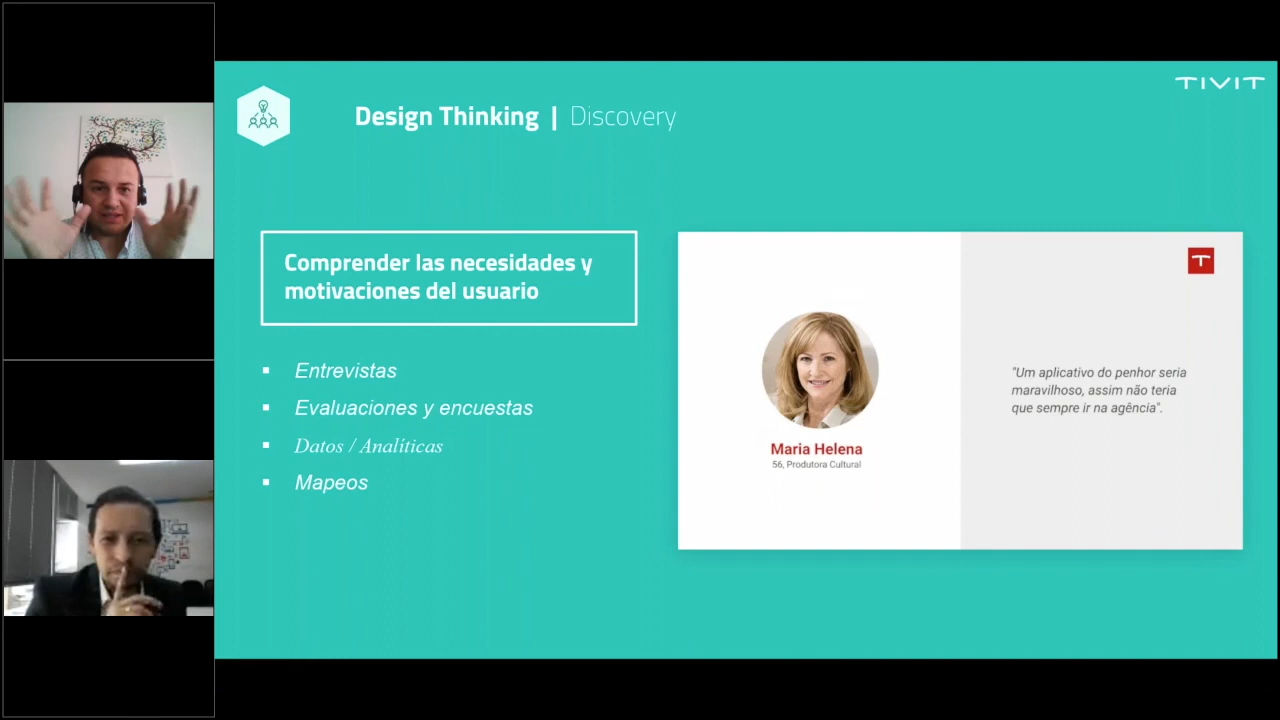 TIVIT
Design Thinking | Discovery
Comprender las necesidades y
motivaciones del usuario
▪ Entrevistas
▪ Evaluaciones y encuestas
▪ Datos / Analíticas
▪ Mapeos
T
Maria Helena
56, Produtora Cultural
"Um aplicativo do penhor seria
maravilhoso, assim não teria
que sempre ir na agência".